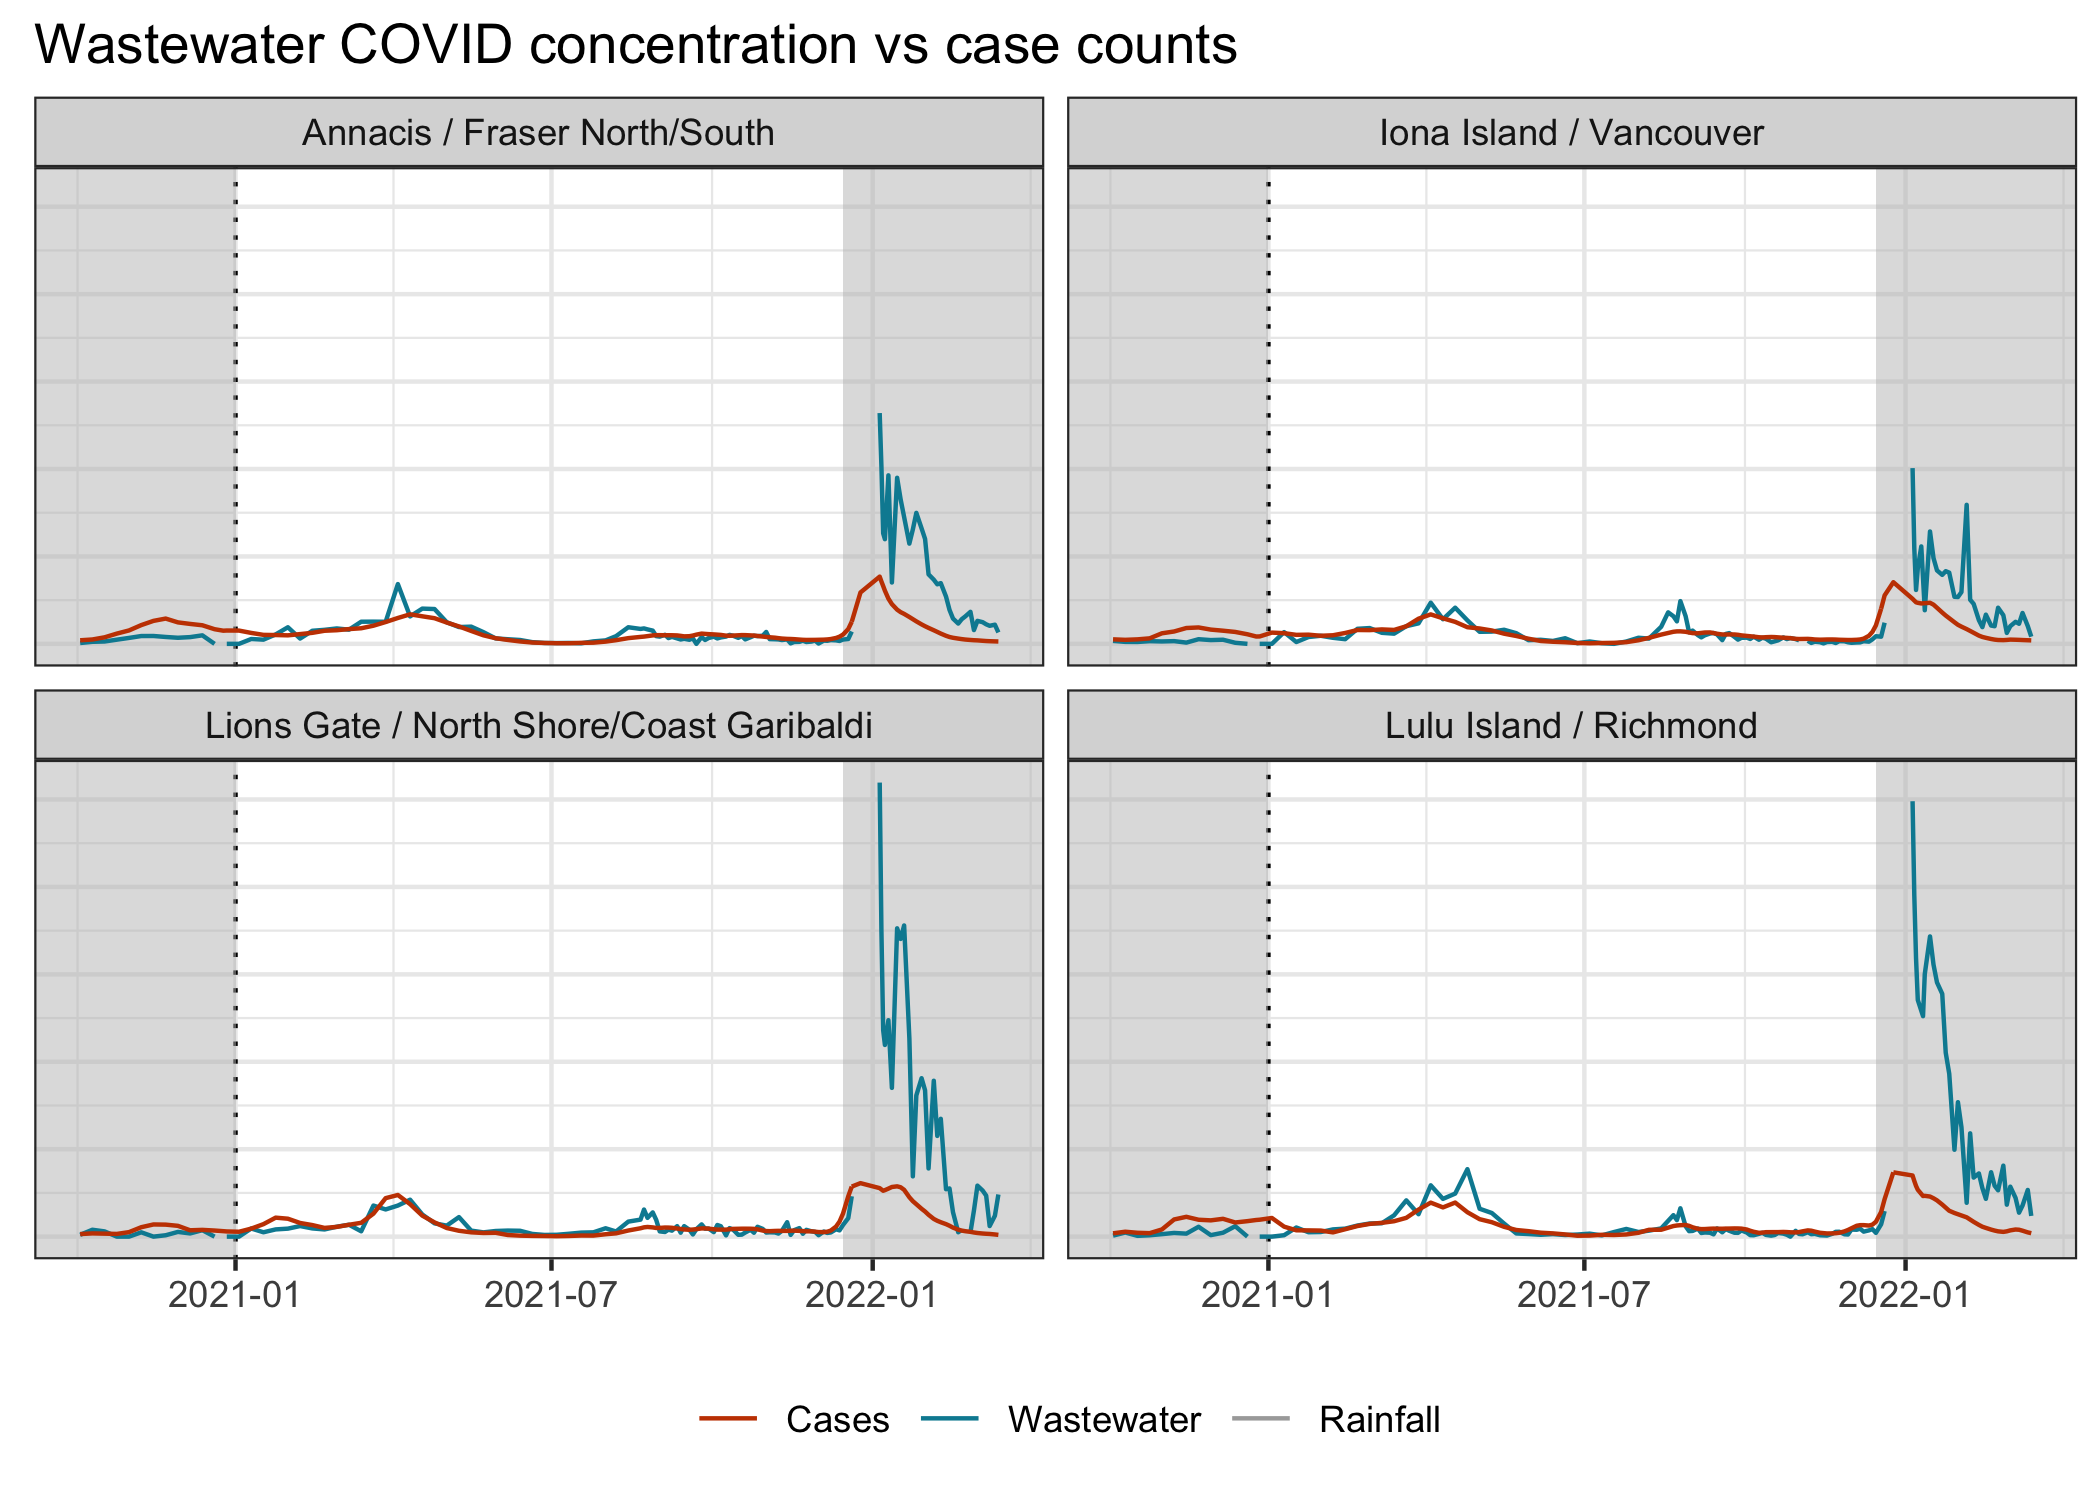 Wastewater COVID concentration vs case counts
Annacis / Fraser North/South
Iona Island / Vancouver
Lions Gate / North Shore/Coast Garibaldi
Lulu Island / Richmond
2021-01 2021-07 2022-01
2021-01 2021-07 2022-01
Cases Wastewater Rainfall